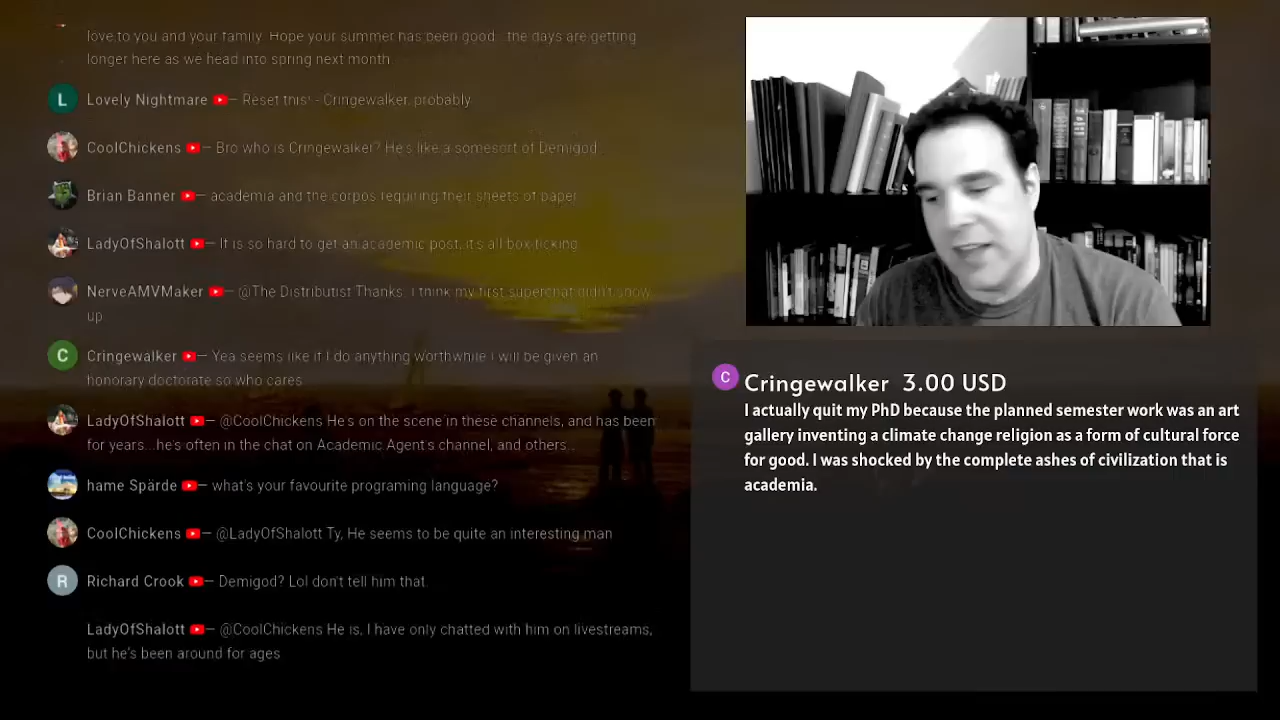 love to you and your family. Hope your summer has been good.. the days are getting
longer here as we head into spring next month...
L
Lovely Nightmare — Reset this! - Cringewalker, probably
CoolChickens — Bro who is Cringewalker? He's like a somesort of Demigod...
Brian Banner — academia and the corpos requiring their sheets of paper
LadyOfShalott — It is so hard to get an academic post, it's all box ticking.
NerveAMVMaker — @The Distributist Thanks, I think my first superchat didn't show
up
C
Cringewalker — Yea seems like if I do anything worthwhile I will be given an
honorary doctorate so who cares
LadyOfShalott — @CoolChickens He's on the scene in these channels, and has been
for years...he's often in the chat on Academic Agent's channel, and others...
hame Spärde — what's your favourite programing language?
CoolChickens — @LadyOfShalott Ty, He seems to be quite an interesting man
R
Richard Crook — Demigod? Lol don't tell him that.
LadyOfShalott — @CoolChickens He is, I have only chatted with him on livestreams,
but he's been around for ages
C
Cringewalker 3.00 USD
I actually quit my PhD because the planned semester work was an art
gallery inventing a climate change religion as a form of cultural force
for good. I was shocked by the complete ashes of civilization that is
academia.